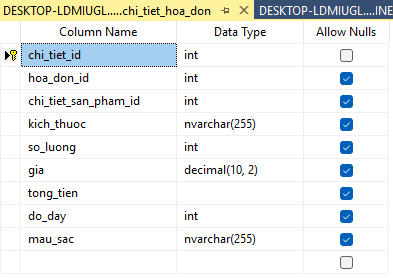 DESKTOP-LDMIUGL.....chi_tiet_hoa_don DESKTOP-LDMIUGL....INE
Column Name Data Type Allow Nulls
chi_tiet_id int
hoa_don_id int
chi_tiet_san_pham_id int
kich_thuoc nvarchar(255)
so_luong int
gia decimal(10, 2)
tong_tien
do_day int
mau_sac nvarchar(255)